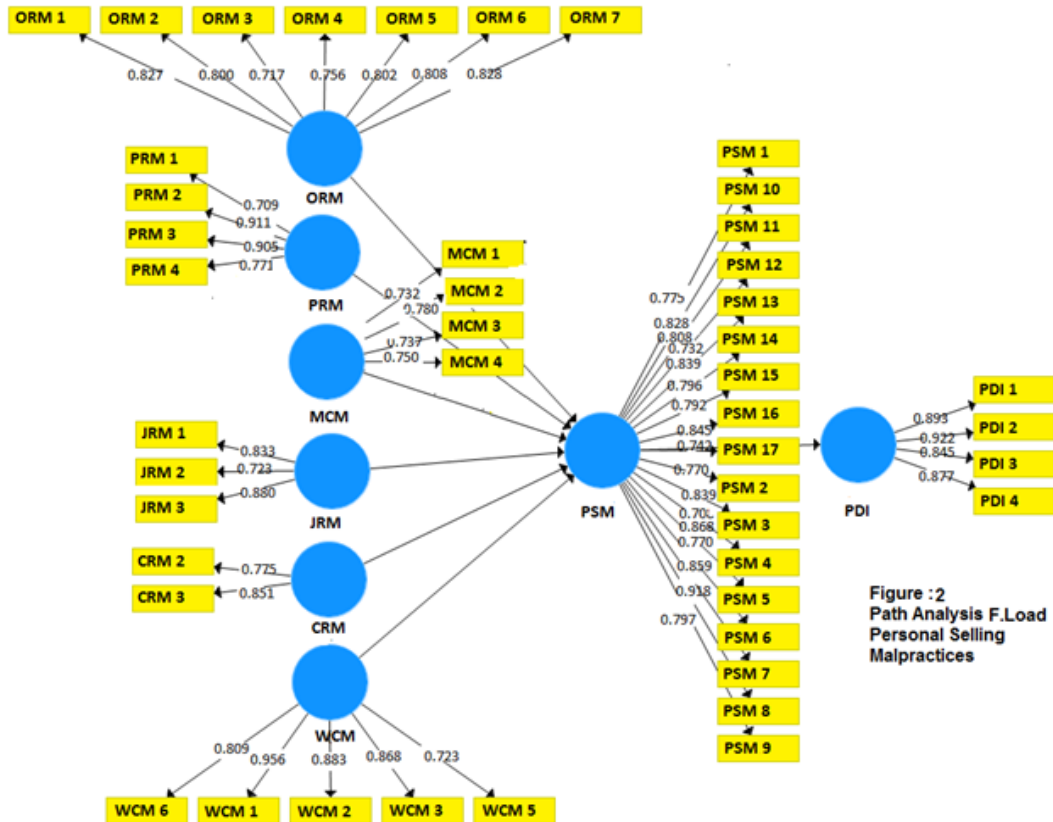 ORM 1
ORM 2
ORM 3
ORM 4
ORM 5
ORM 6
ORM 7
0.827
0.800
0.717
0.756
0.802
0.808
0.828
ORM
PRM 1
PRM 2
PRM 3
PRM 4
0.709
0.911
0.905
0.771
PRM
MCM 1
MCM 2
MCM 3
MCM 4
0.732
0.780
0.737
0.750
MCM
JRM 1
JRM 2
JRM 3
0.833
0.723
0.880
JRM
CRM 2
CRM 3
0.775
0.851
CRM
WCM
0.809
0.956
0.883
0.868
0.723
WCM 6
WCM 1
WCM 2
WCM 3
WCM 5
PSM
PSM 1
PSM 10
PSM 11
PSM 12
PSM 13
PSM 14
PSM 15
PSM 16
PSM 17
PSM 2
PSM 3
PSM 4
PSM 5
PSM 6
PSM 7
PSM 8
PSM 9
0.775
0.828
0.808
0.732
0.839
0.796
0.792
0.845
0.742
0.770
0.839
0.868
0.770
0.859
0.918
0.797
PDI
PDI 1
PDI 2
PDI 3
PDI 4
0.893
0.922
0.845
0.877
Figure :2
Path Analysis F.Load
Personal Selling
Malpractices